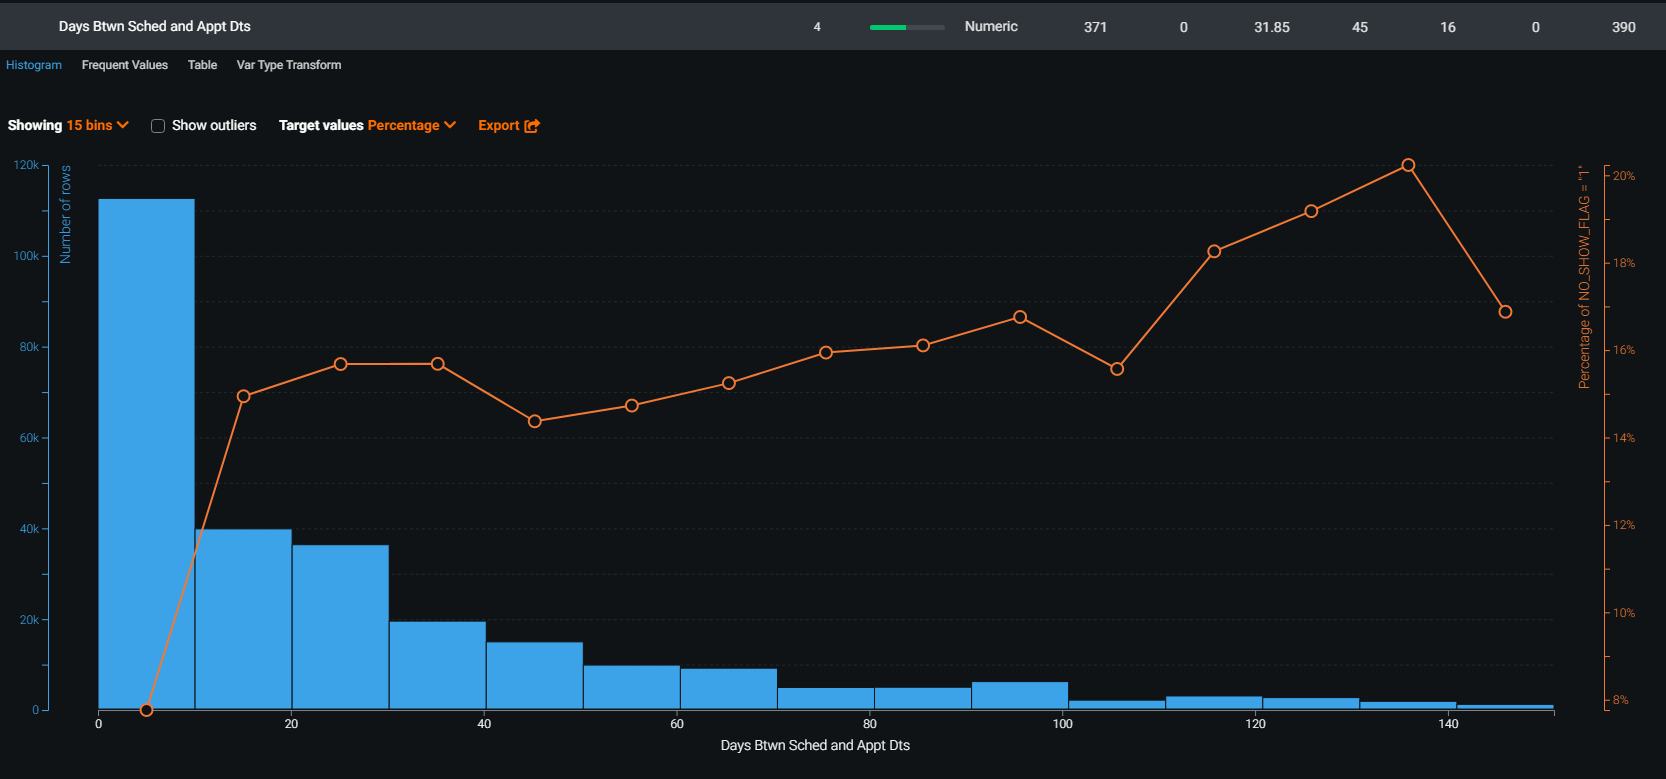 Days Btwn Sched and Appt Dts 4 Numeric 371 0 31.85 45 16 0 390
Histogram Frequent Values Table Var Type Transform
Showing 15 bins Show outliers Target values Percentage Export
120k
100k
80k
60k
40k
20k
0
Number of rows
20%
18%
16%
14%
12%
10%
8%
Percentage of NO_SHOW_FLAG = "1"
0 20 40 60 80 100 120 140
Days Btwn Sched and Appt Dts